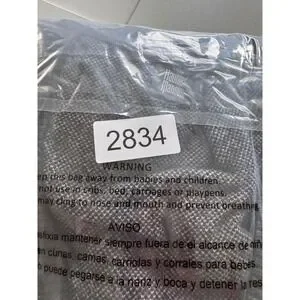 2834
WARNING
this bag away from babies and children.
not use in cribs, bed, carriages or playpens.
may cling to nose and mouth and prevent breathing
AVISO
mantener siempre fuera de el alcance de
en cunas, camas, carriolas y corrales para bebes.
puede pegarse a la nariz y boca y detener la res